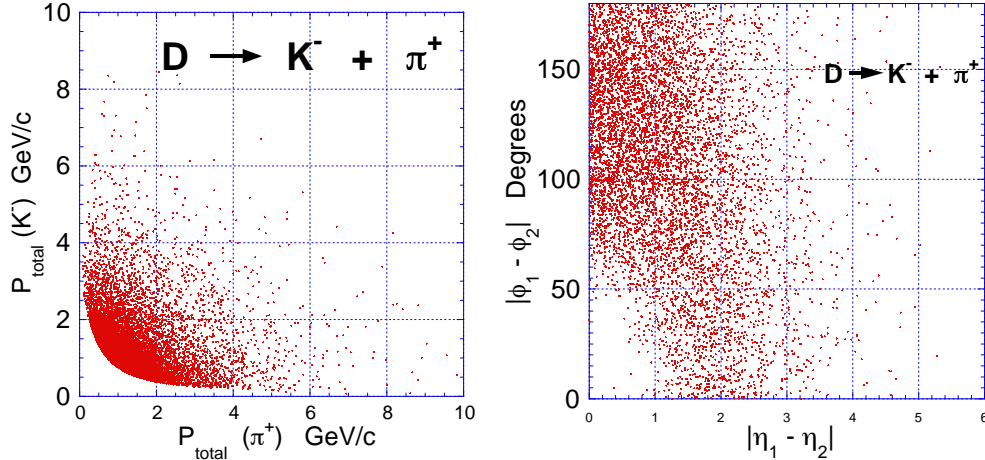 D → K⁻ + π⁺
10
8
6
4
2
0
P_total (K⁻) GeV/c
0 2 4 6 8 10
P_total (π⁺) GeV/c
D → K⁻ + π⁺
150
100
50
0
|ϕ₁ - ϕ₂| Degrees
0 1 2 3 4 5 6
|η₁ - η₂|